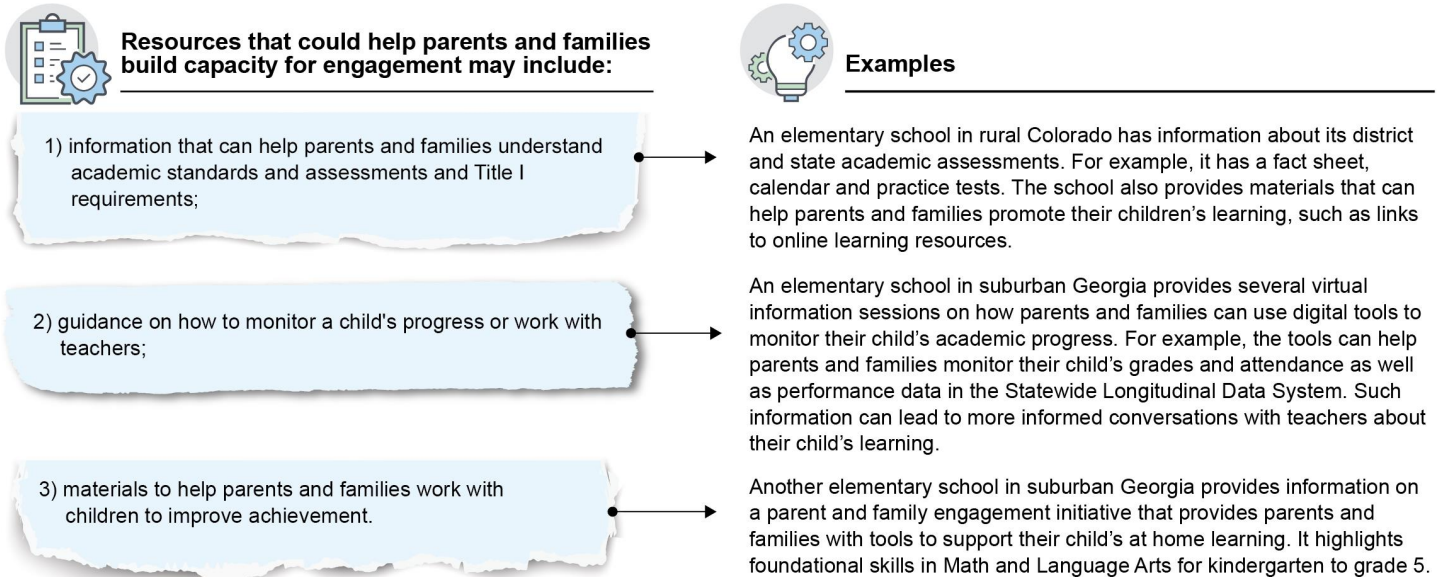 Resources that could help parents and families
build capacity for engagement may include:
Examples
1) information that can help parents and families understand
academic standards and assessments and Title I
requirements;
An elementary school in rural Colorado has information about its district
and state academic assessments. For example, it has a fact sheet,
calendar and practice tests. The school also provides materials that can
help parents and families promote their children’s learning, such as links
to online learning resources.
2) guidance on how to monitor a child's progress or work with
teachers;
An elementary school in suburban Georgia provides several virtual
information sessions on how parents and families can use digital tools to
monitor their child’s academic progress. For example, the tools can help
parents and families monitor their child’s grades and attendance as well
as performance data in the Statewide Longitudinal Data System. Such
information can lead to more informed conversations with teachers about
their child’s learning.
3) materials to help parents and families work with
children to improve achievement.
Another elementary school in suburban Georgia provides information on
a parent and family engagement initiative that provides parents and
families with tools to support their child’s at home learning. It highlights
foundational skills in Math and Language Arts for kindergarten to grade 5.